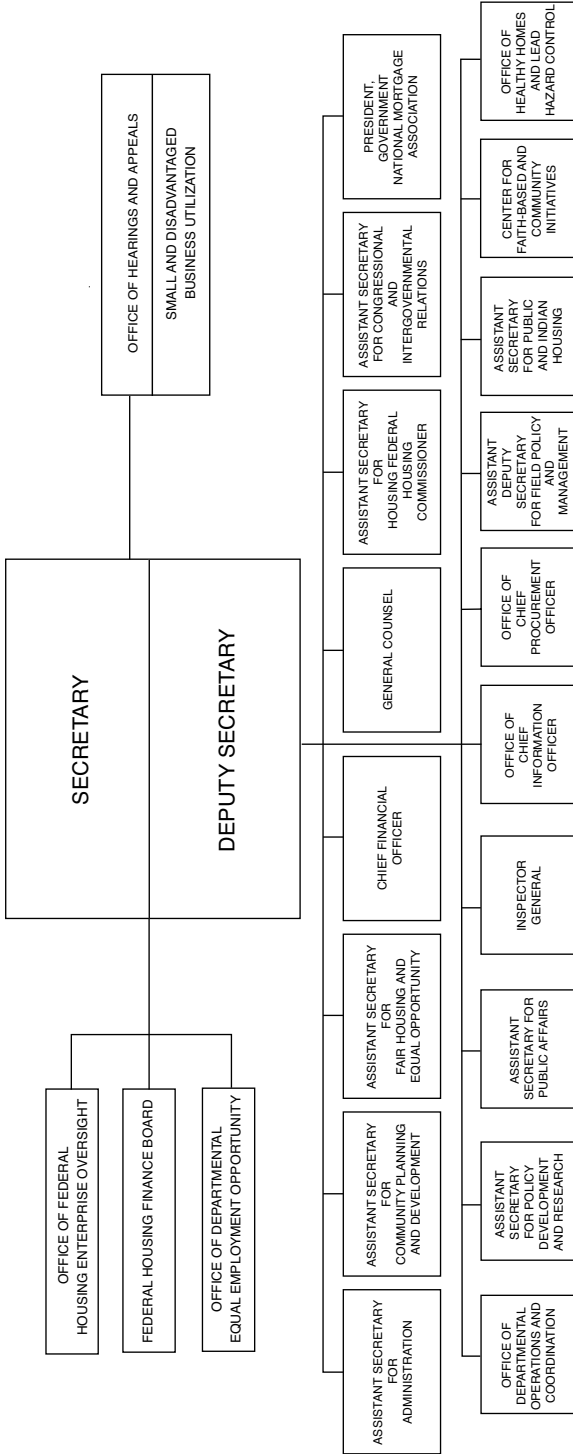 SECRETARY
DEPUTY SECRETARY
OFFICE OF FEDERAL
HOUSING ENTERPRISE OVERSIGHT
FEDERAL HOUSING FINANCE BOARD
OFFICE OF DEPARTMENTAL
EQUAL EMPLOYMENT OPPORTUNITY
OFFICE OF HEARINGS AND APPEALS
SMALL AND DISADVANTAGED
BUSINESS UTILIZATION
ASSISTANT SECRETARY
FOR
ADMINISTRATION
ASSISTANT SECRETARY
FOR
COMMUNITY PLANNING
AND DEVELOPMENT
ASSISTANT SECRETARY
FOR
FAIR HOUSING AND
EQUAL OPPORTUNITY
CHIEF FINANCIAL
OFFICER
GENERAL COUNSEL
ASSISTANT SECRETARY
FOR
HOUSING FEDERAL
HOUSING
COMMISSIONER
ASSISTANT SECRETARY
FOR CONGRESSIONAL
AND
INTERGOVERNMENTAL
RELATIONS
PRESIDENT,
GOVERNMENT
NATIONAL MORTGAGE
ASSOCIATION
OFFICE OF
DEPARTMENTAL
OPERATIONS AND
COORDINATION
ASSISTANT
SECRETARY
FOR POLICY
DEVELOPMENT
AND RESEARCH
ASSISTANT
SECRETARY FOR
PUBLIC AFFAIRS
INSPECTOR
GENERAL
OFFICE OF
CHIEF
INFORMATION
OFFICER
OFFICE OF
CHIEF
PROCUREMENT
OFFICER
ASSISTANT
DEPUTY
SECRETARY
FOR FIELD POLICY
AND
MANAGEMENT
ASSISTANT
SECRETARY
FOR PUBLIC
AND INDIAN
HOUSING
CENTER FOR
FAITH-BASED AND
COMMUNITY
INITIATIVES
OFFICE OF
HEALTHY HOMES
AND LEAD
HAZARD CONTROL